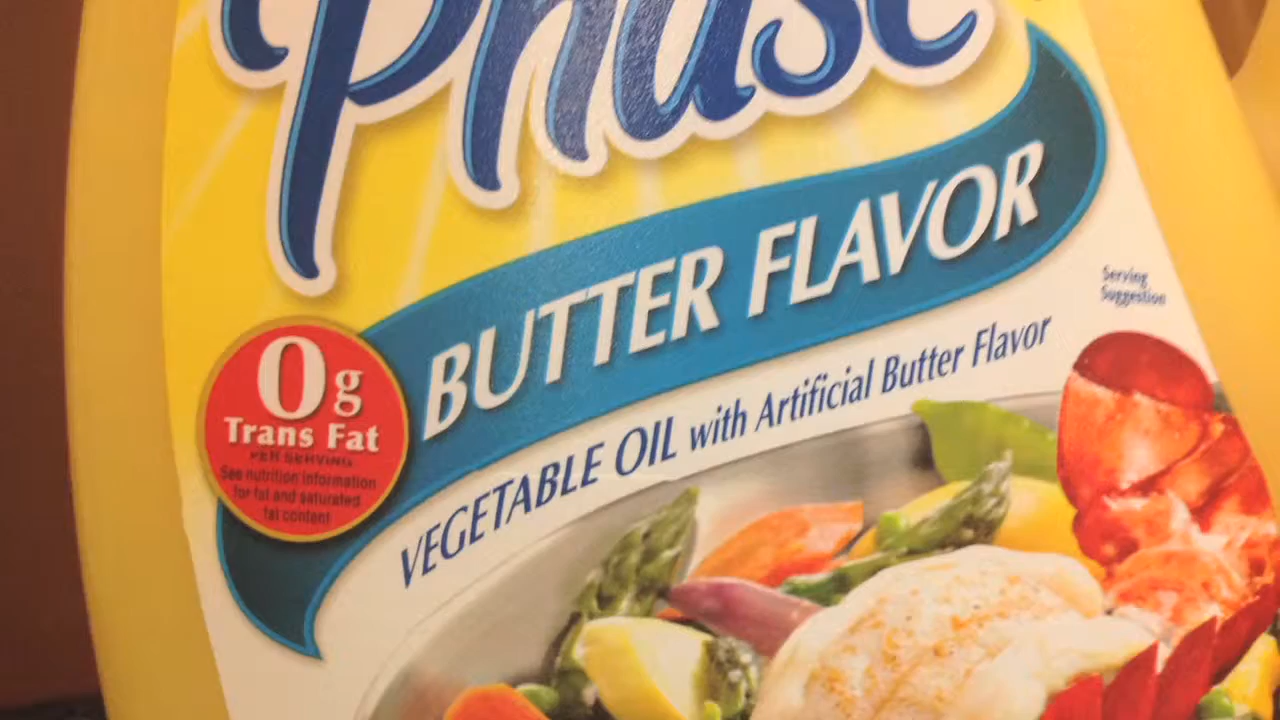 Phase
BUTTER FLAVOR
Serving
Suggestion
VEGETABLE OIL with Artificial Butter Flavor
0g
Trans Fat
PER SERVING
See nutrition information
for fat and saturated
fat content